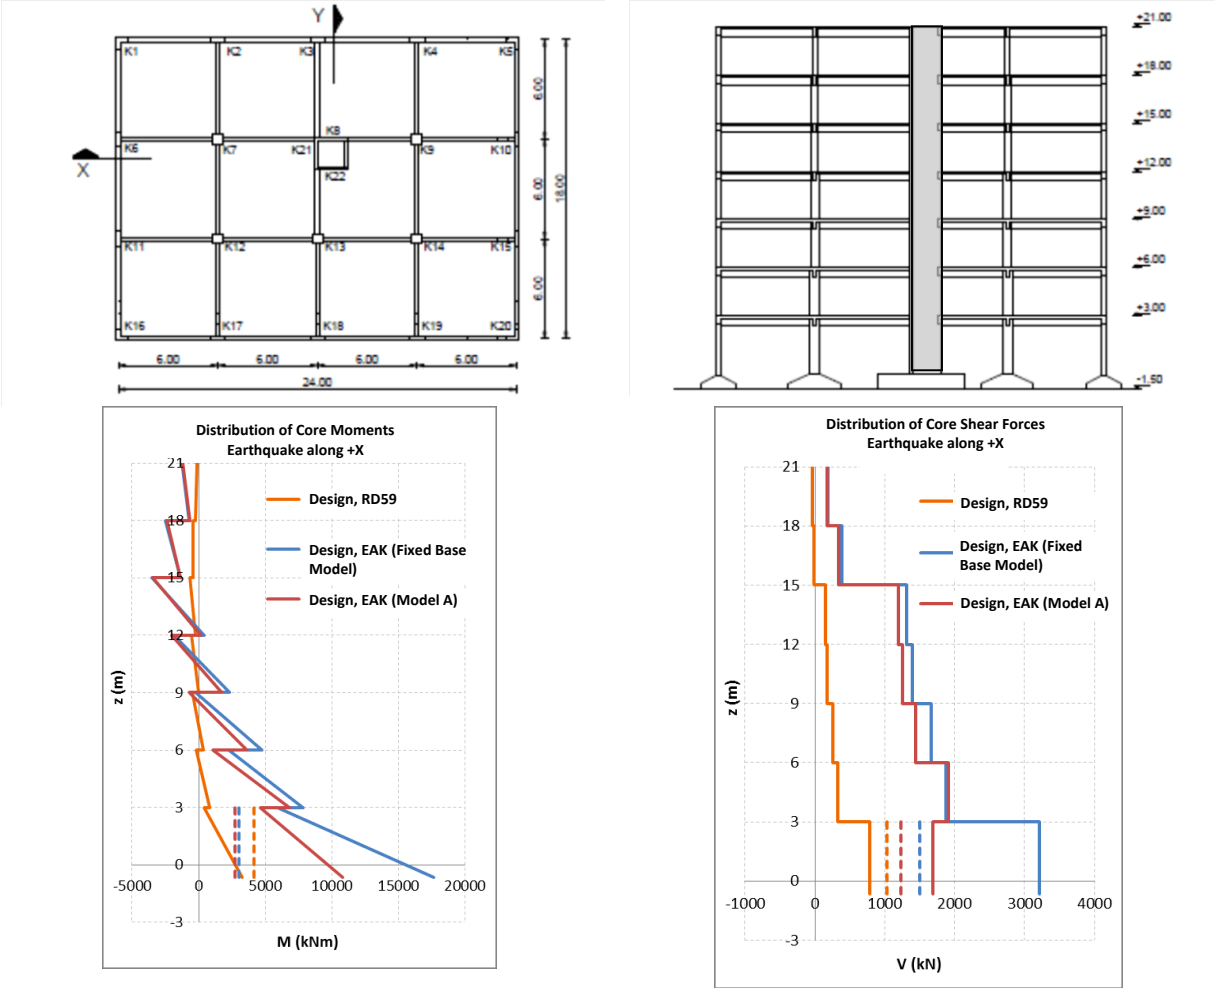 Y
K1
K2
K3
K4
K5
K6
K7
K8
K21
K9
K10
K22
X
K11
K12
K13
K14
K15
K16
K17
K18
K19
K20
6.00
6.00
6.00
18.00
6.00
6.00
6.00
6.00
24.00
+21.00
+18.00
+15.00
+12.00
+9.00
+6.00
+3.00
-1.50
Distribution of Core Moments
Earthquake along +X
21
18
15
12
9
6
3
0
-3
Design, RD59
Design, EAK (Fixed Base
Model)
Design, EAK (Model A)
z (m)
-5000
0
5000
10000
15000
20000
M (kNm)
Distribution of Core Shear Forces
Earthquake along +X
21
18
15
12
9
6
3
0
-3
Design, RD59
Design, EAK (Fixed
Base Model)
Design, EAK (Model A)
z (m)
-1000
0
1000
2000
3000
4000
V (kN)